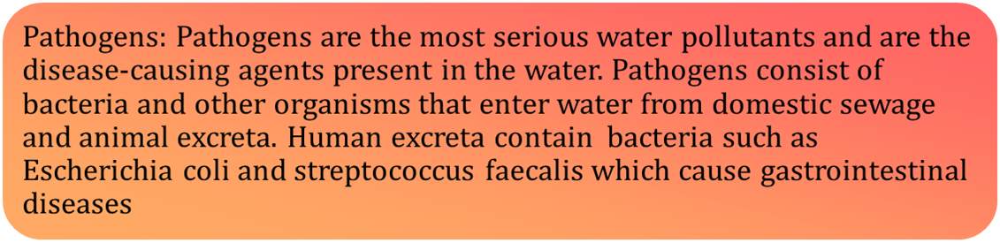 Pathogens: Pathogens are the most serious water pollutants and are the
disease-causing agents present in the water. Pathogens consist of
bacteria and other organisms that enter water from domestic sewage
and animal excreta. Human excreta contain bacteria such as
Escherichia coli and streptococcus faecalis which cause gastrointestinal
diseases